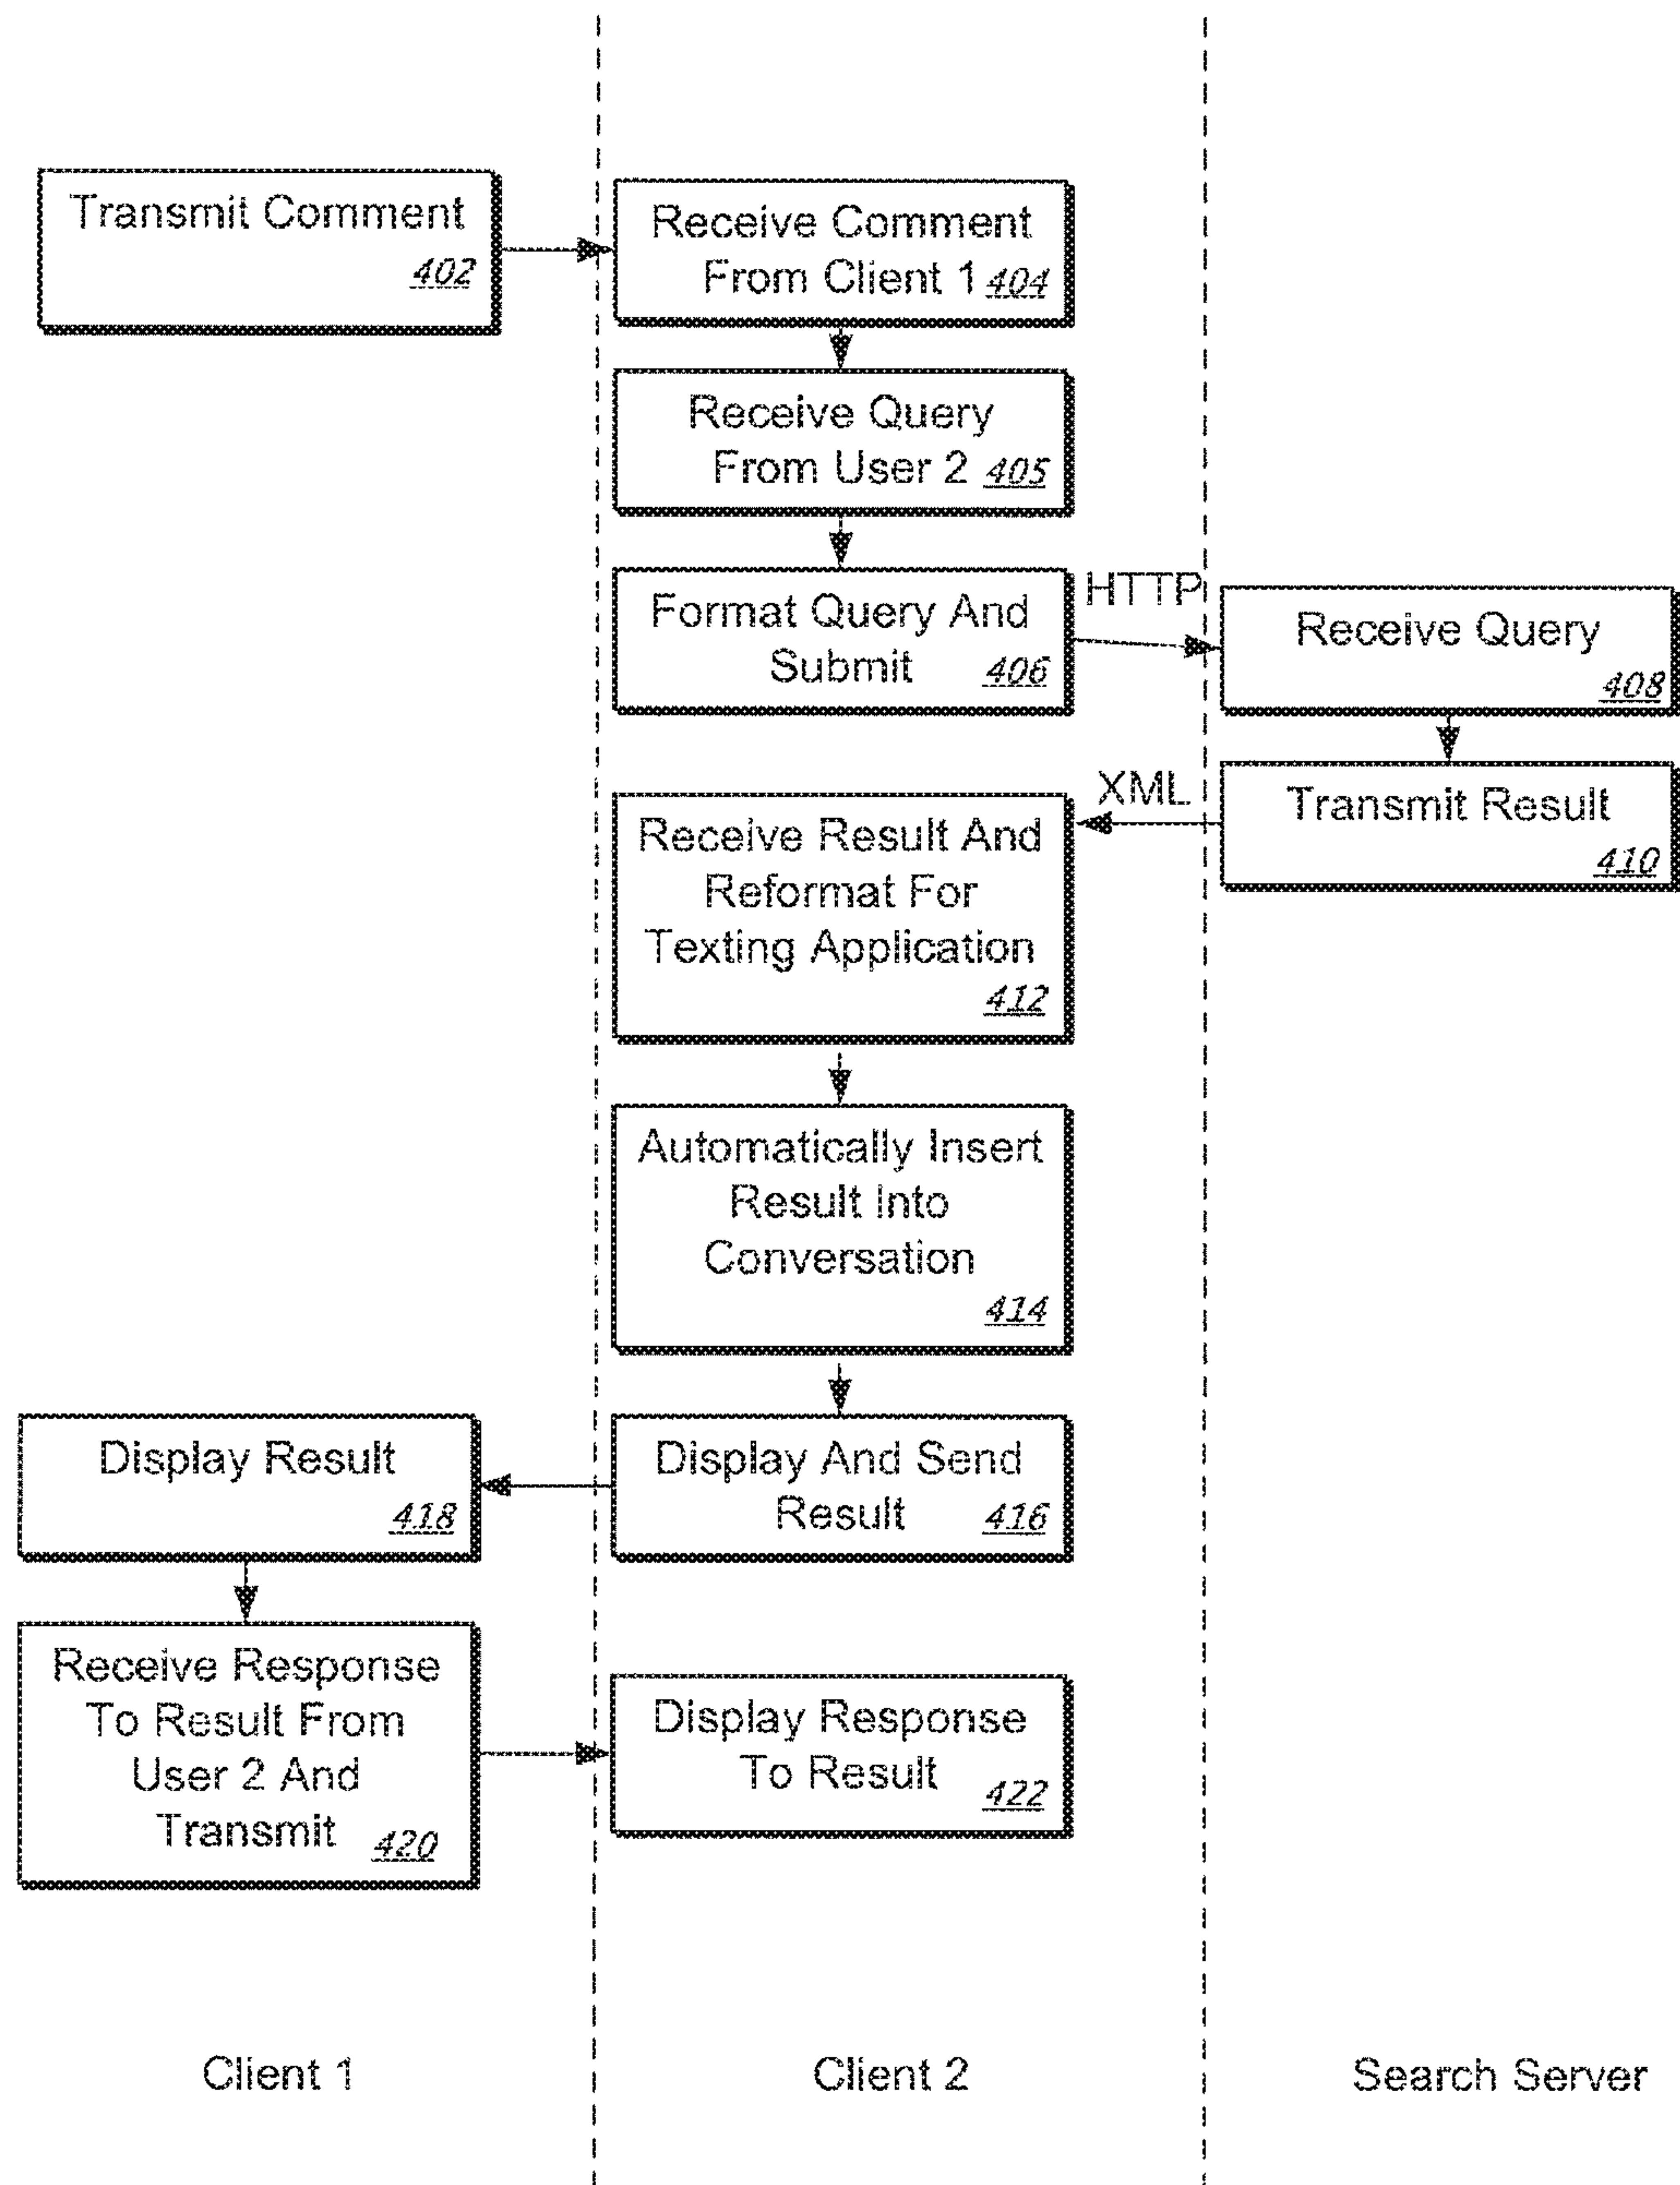 Transmit Comment
402
Receive Comment
From Client 1 404
Receive Query
From User 2 405
Format Query And
Submit 406
HTTP
Receive Query
408
Transmit Result
410
XML
Receive Result And
Reformat For
Texting Application
412
Automatically Insert
Result Into
Conversation
414
Display And Send
Result 416
Display Result
418
Receive Response
To Result From
User 2 And
Transmit 420
Display Response
To Result 422
Client 1
Client 2
Search Server